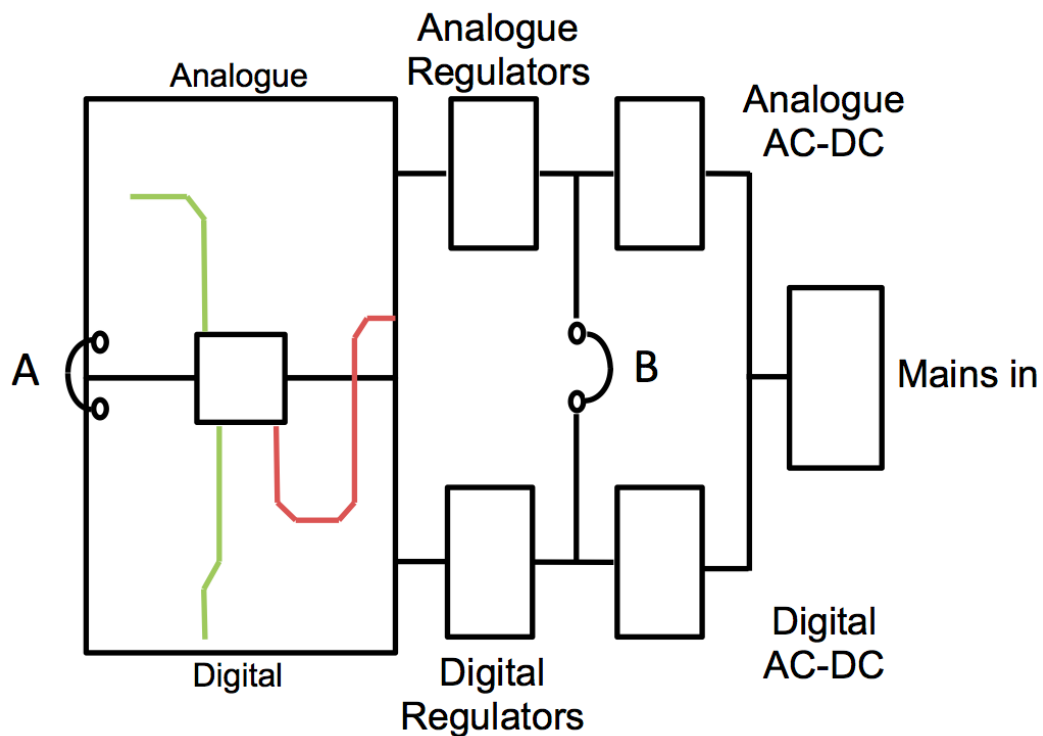 Analogue
Regulators
Analogue
Analogue
AC-DC
A
B
Mains in
Digital
Digital
Regulators
Digital
AC-DC